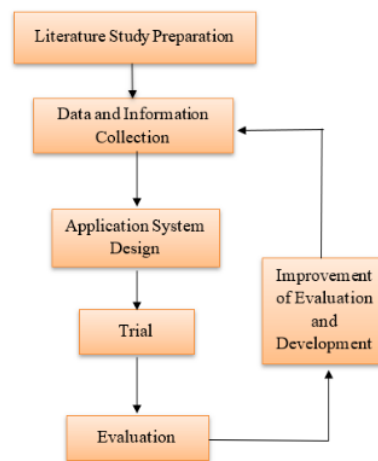 Literature Study Preparation
Data and Information
Collection
Application System
Design
Trial
Evaluation
Improvement
of Evaluation
and
Development